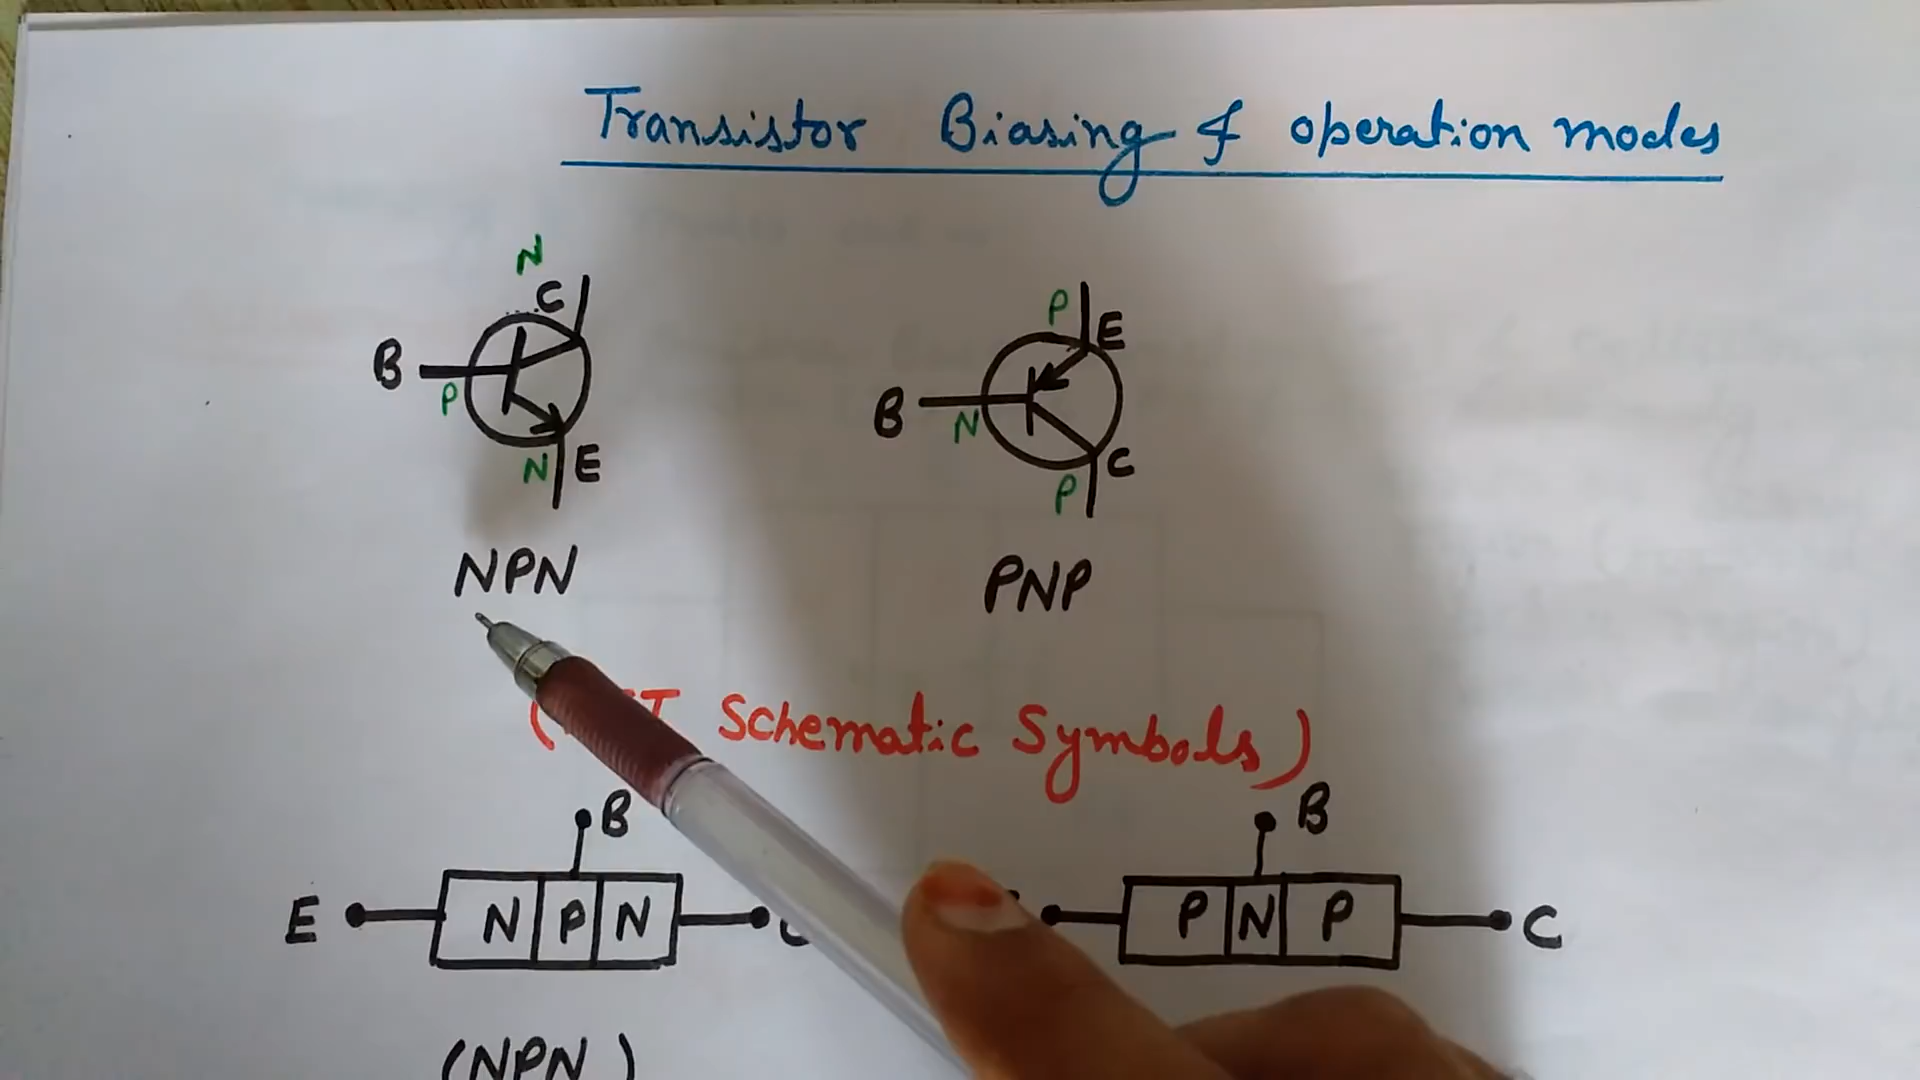 Transistor Biasing & operation modes
N
C
B
P
N E
NPN
P
E
B
N
C
P
PNP
Schematic Symbols)
B
E N P N
(NPN)
B
P N P C